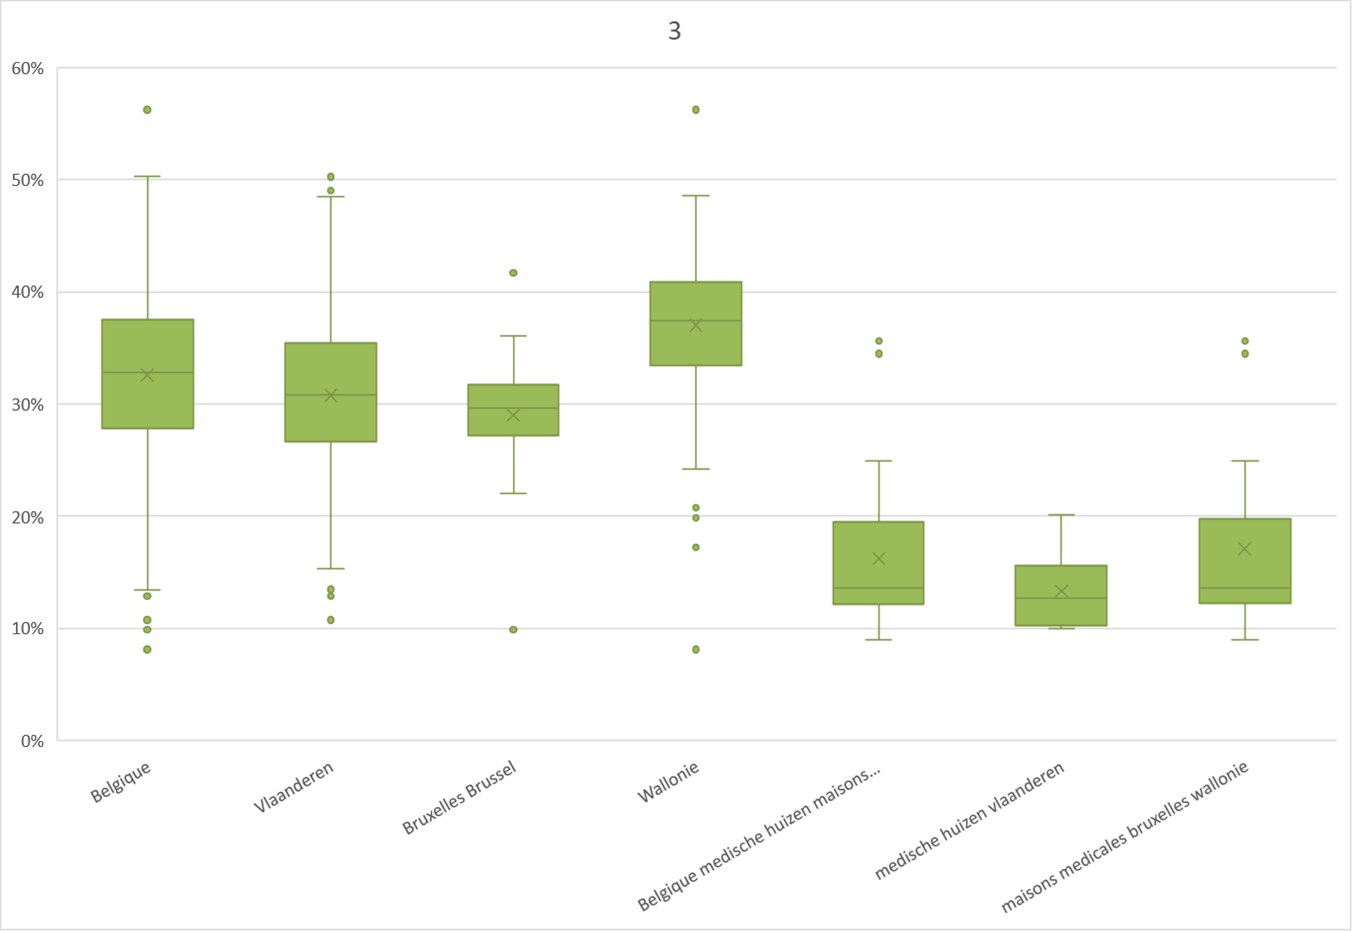 3
60%
50%
40%
30%
20%
10%
0%
Belgique
Vlaanderen
Bruxelles Brussel
Wallonie
Belgique medische huizen maisons...
medische huizen vlaanderen
maisons medicales bruxelles wallonie